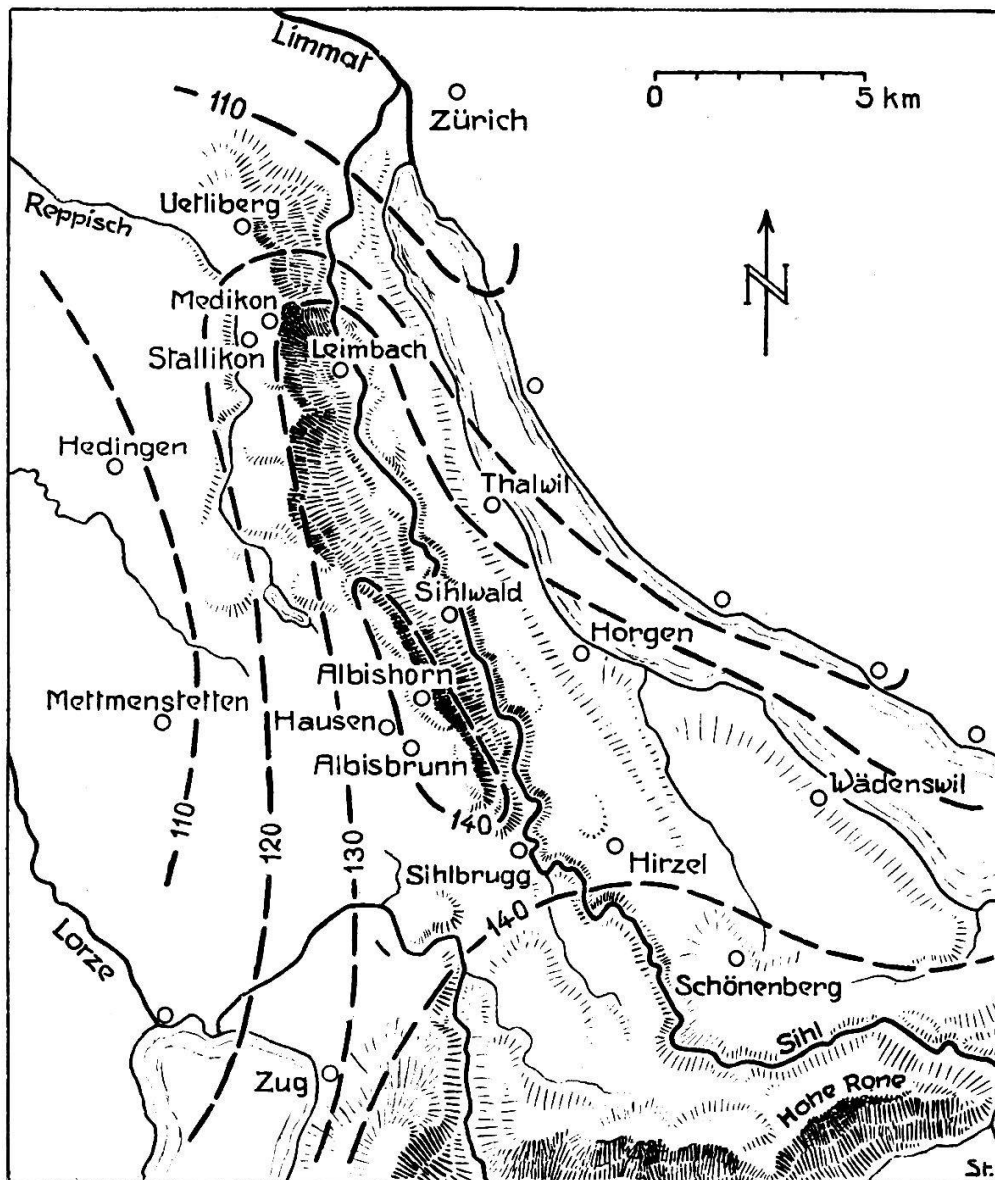 Limmat
0 5 km
110
Zürich
Uetliberg
Reppisch
N
Medikon
Stallikon
Leimbach
Hedingen
Thalwil
Sihlwald
Horgen
Albishorn
Mettmenstetten
Hausen
Albisbrunn
Wädenswil
110
120
130
140
Sihlbrugg
Hirzel
140
Lorze
Schönenberg
Sihl
Zug
Hohe Rone
St.